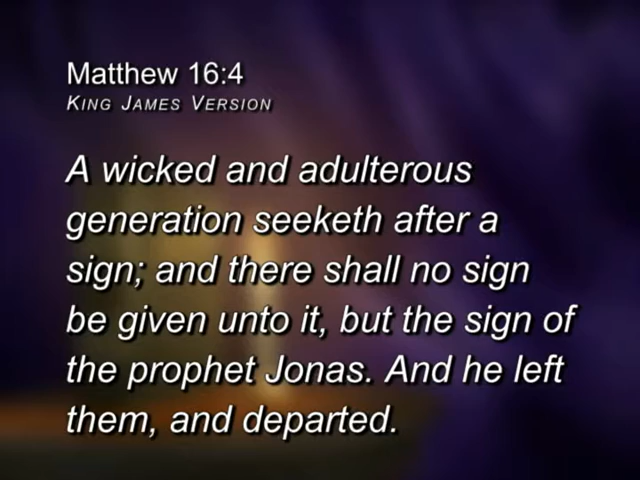 Matthew 16:4
KING JAMES VERSION
A wicked and adulterous
generation seeketh after a
sign; and there shall no sign
be given unto it, but the sign of
the prophet Jonas. And he left
them, and departed.